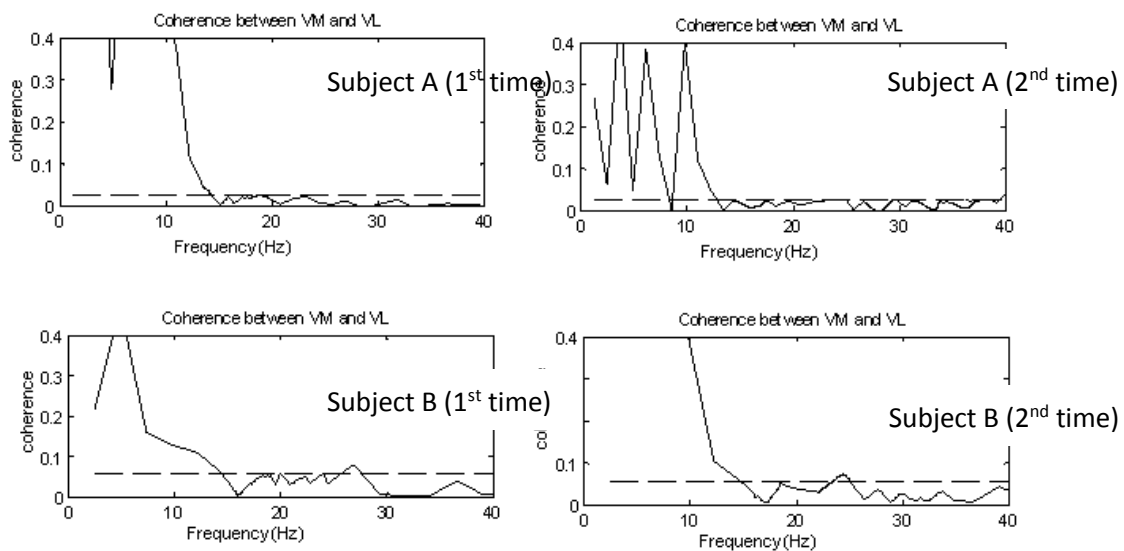 Coherence between VM and VL
0.4
0.3
0.2
0.1
0
coherence
Subject A (1st time)
0 10 20 30 40
Frequency(Hz)
Coherence between VM and VL
0.4
0.3
0.2
0.1
0
coherence
Subject A (2nd time)
0 10 20 30 40
Frequency(Hz)
Coherence between VM and VL
0.4
0.3
0.2
0.1
0
coherence
Subject B (1st time)
0 10 20 30 40
Frequency(Hz)
Coherence between VM and VL
0.4
0.1
0
Subject B (2nd time)
0 10 20 30 40
Frequency(Hz)